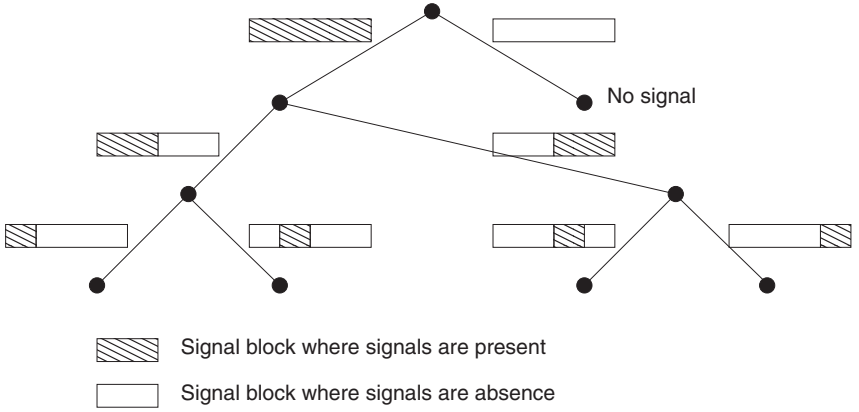 No signal
Signal block where signals are present
Signal block where signals are absence